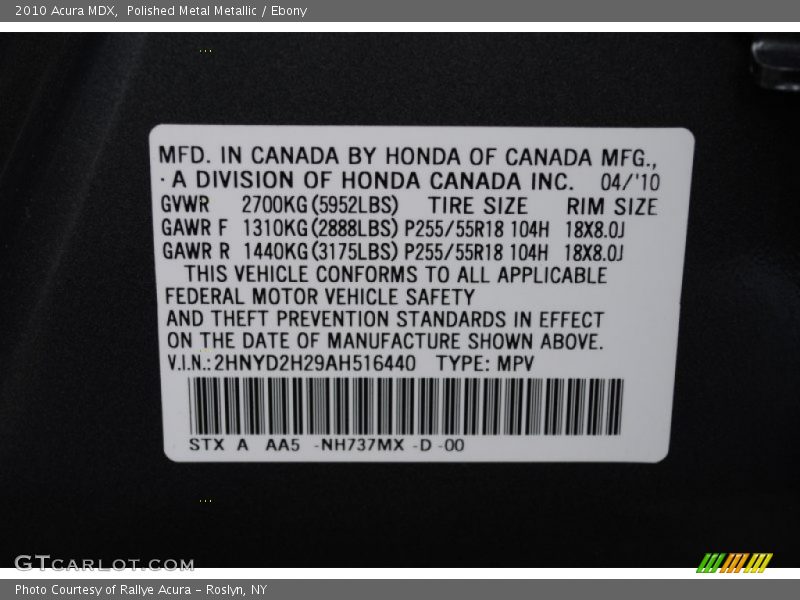 2010 Acura MDX,  Polished Metal Metallic / Ebony
MFD. IN CANADA BY HONDA OF CANADA MFG.,
· A DIVISION OF HONDA CANADA INC. 04/'10
GVWR 2700KG(5952LBS) TIRE SIZE RIM SIZE
GAWR F 1310KG(2888LBS) P255/55R18 104H 18X8.0J
GAWR R 1440KG(3175LBS) P255/55R18 104H 18X8.0J
THIS VEHICLE CONFORMS TO ALL APPLICABLE
FEDERAL MOTOR VEHICLE SAFETY
AND THEFT PREVENTION STANDARDS IN EFFECT
ON THE DATE OF MANUFACTURE SHOWN ABOVE.
V.I.N.: 2HNYD2H29AH516440 TYPE: MPV
STX A AA5 -NH737MX -D -00
GTCARLOT.COM
Photo Courtesy of Rallye Acura - Roslyn, NY